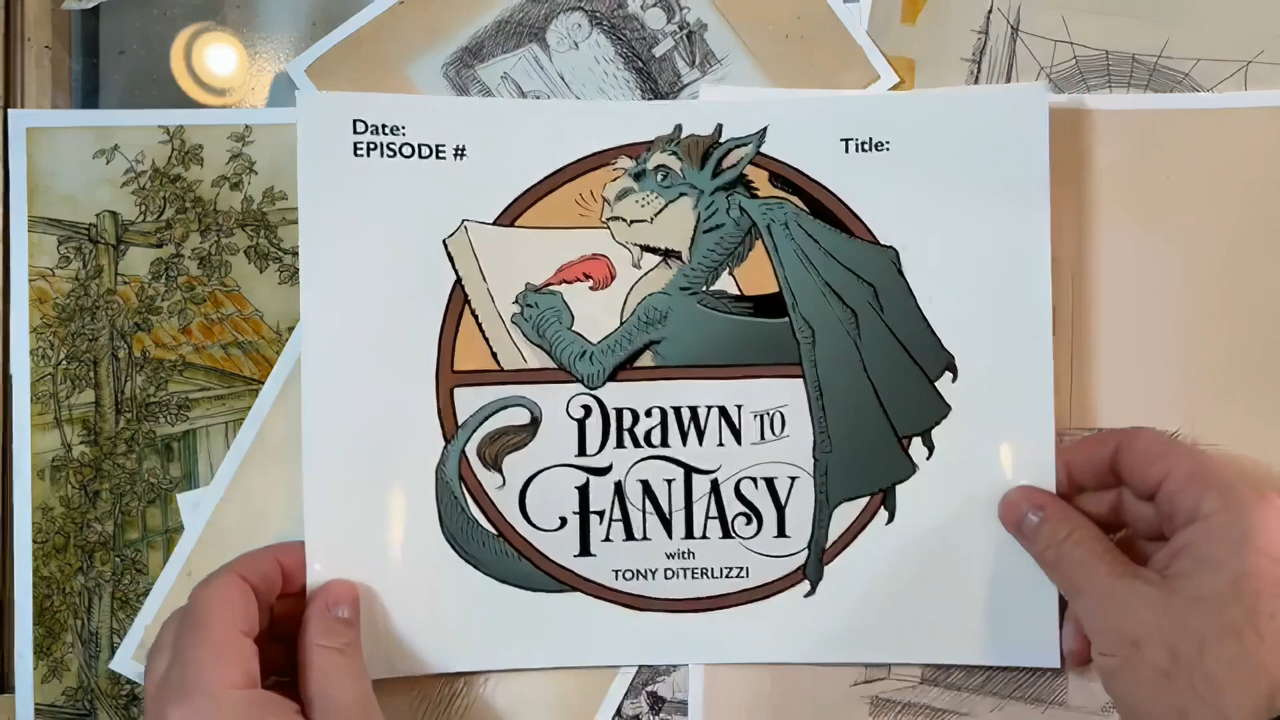 Date:
EPISODE #
Title:
DRAWN TO
FANTASY
with
TONY DiTERLIZZI